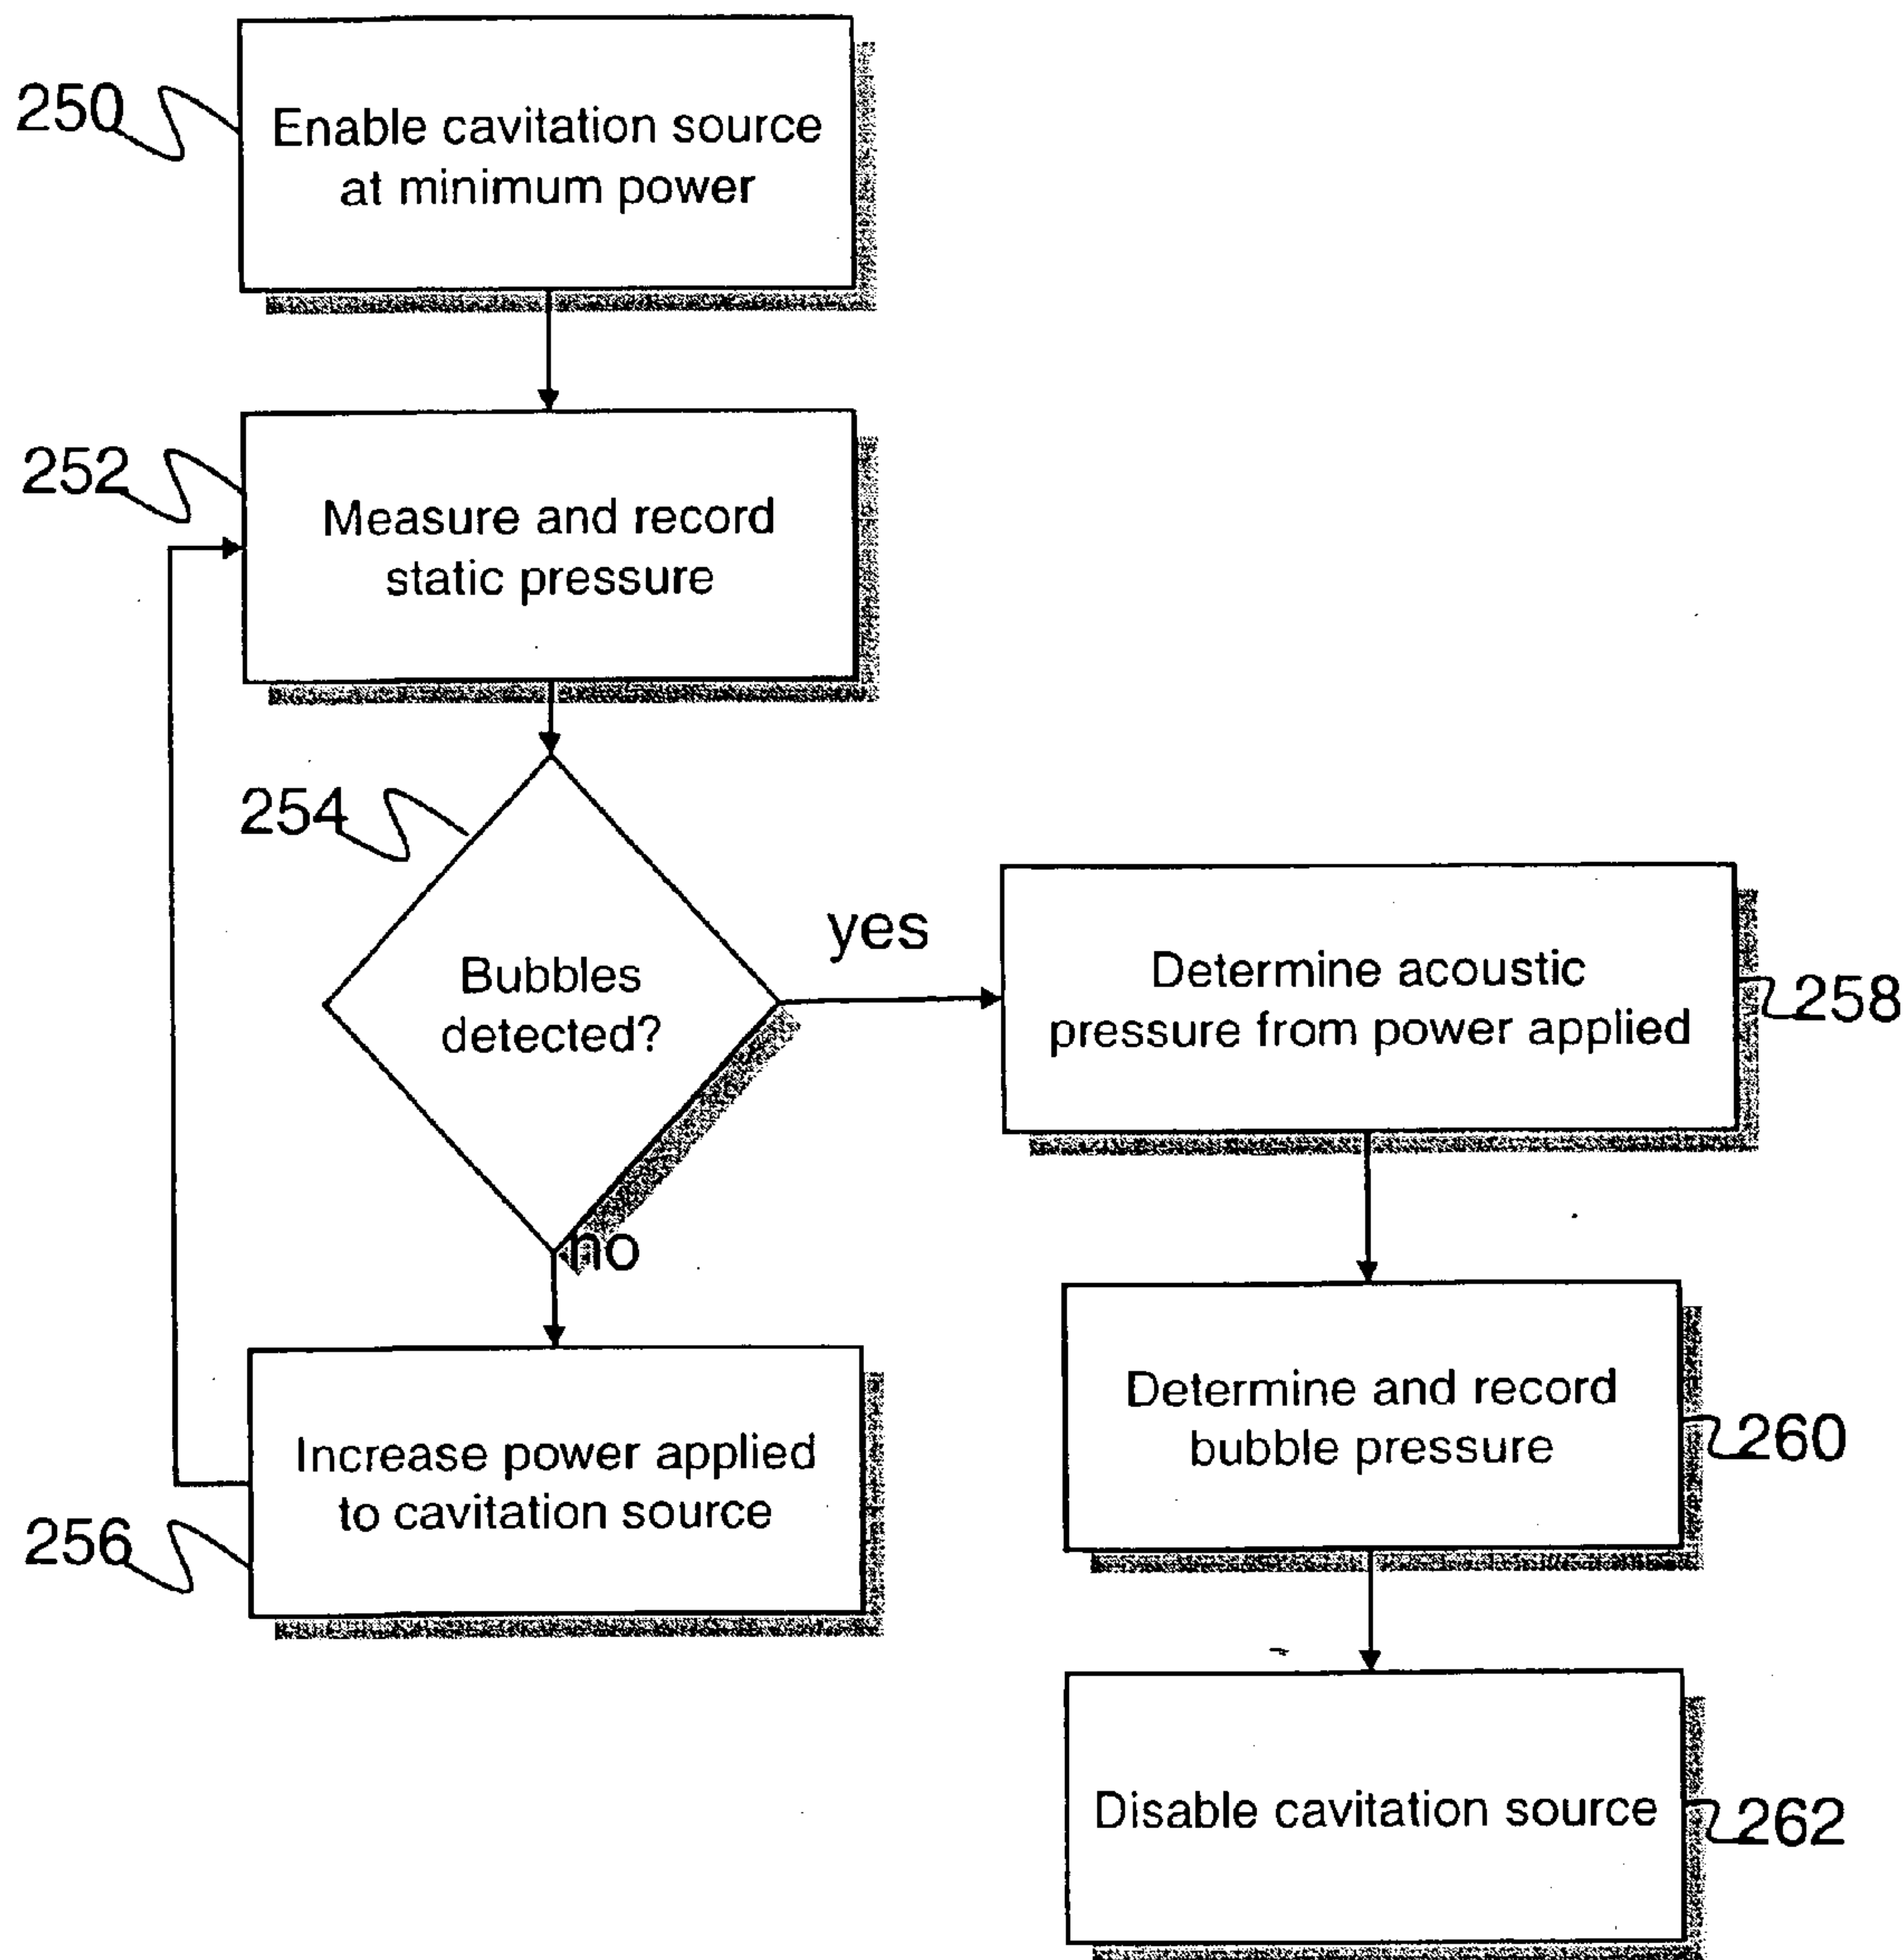 250
Enable cavitation source
at minimum power
252
Measure and record
static pressure
254
Bubbles
detected?
yes
no
256
Increase power applied
to cavitation source
Determine acoustic
pressure from power applied
258
Determine and record
bubble pressure
260
Disable cavitation source
262